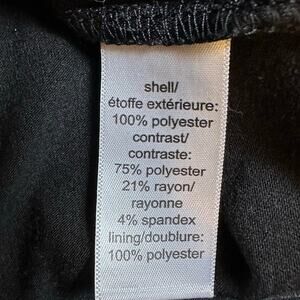 shell/
étoffe extérieure:
100% polyester
contrast/
contraste:
75% polyester
21% rayon/
rayonne
4% spandex
lining/doublure:
100% polyester